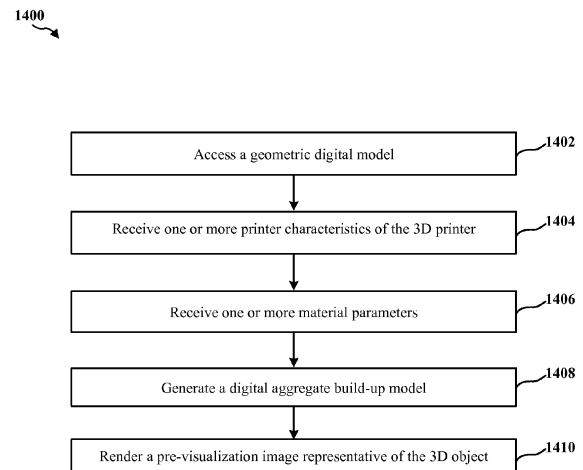 1400
Access a geometric digital model
1402
Receive one or more printer characteristics of the 3D printer
1404
Receive one or more material parameters
1406
Generate a digital aggregate build-up model
1408
Render a pre-visualization image representative of the 3D object
1410